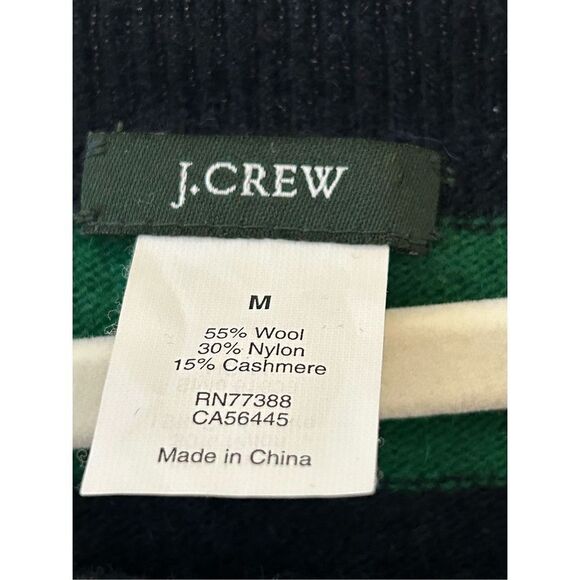 J.CREW
M
55% Wool
30% Nylon
15% Cashmere
RN77388
CA56445
Made in China